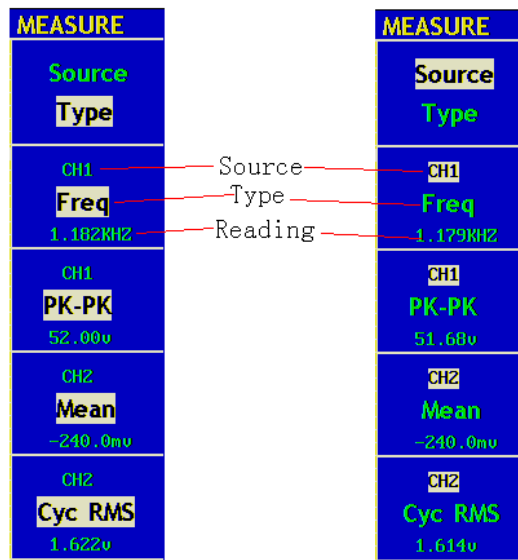 MEASURE
Source
Type
CH1
Freq
1.182KHZ
CH1
PK-PK
52.00v
CH2
Mean
-240.0mv
CH2
Cyc RMS
1.622v
Source
Type
Reading
MEASURE
Source
Type
CH1
Freq
1.179KHZ
CH1
PK-PK
51.68v
CH2
Mean
-240.0mv
CH2
Cyc RMS
1.614v